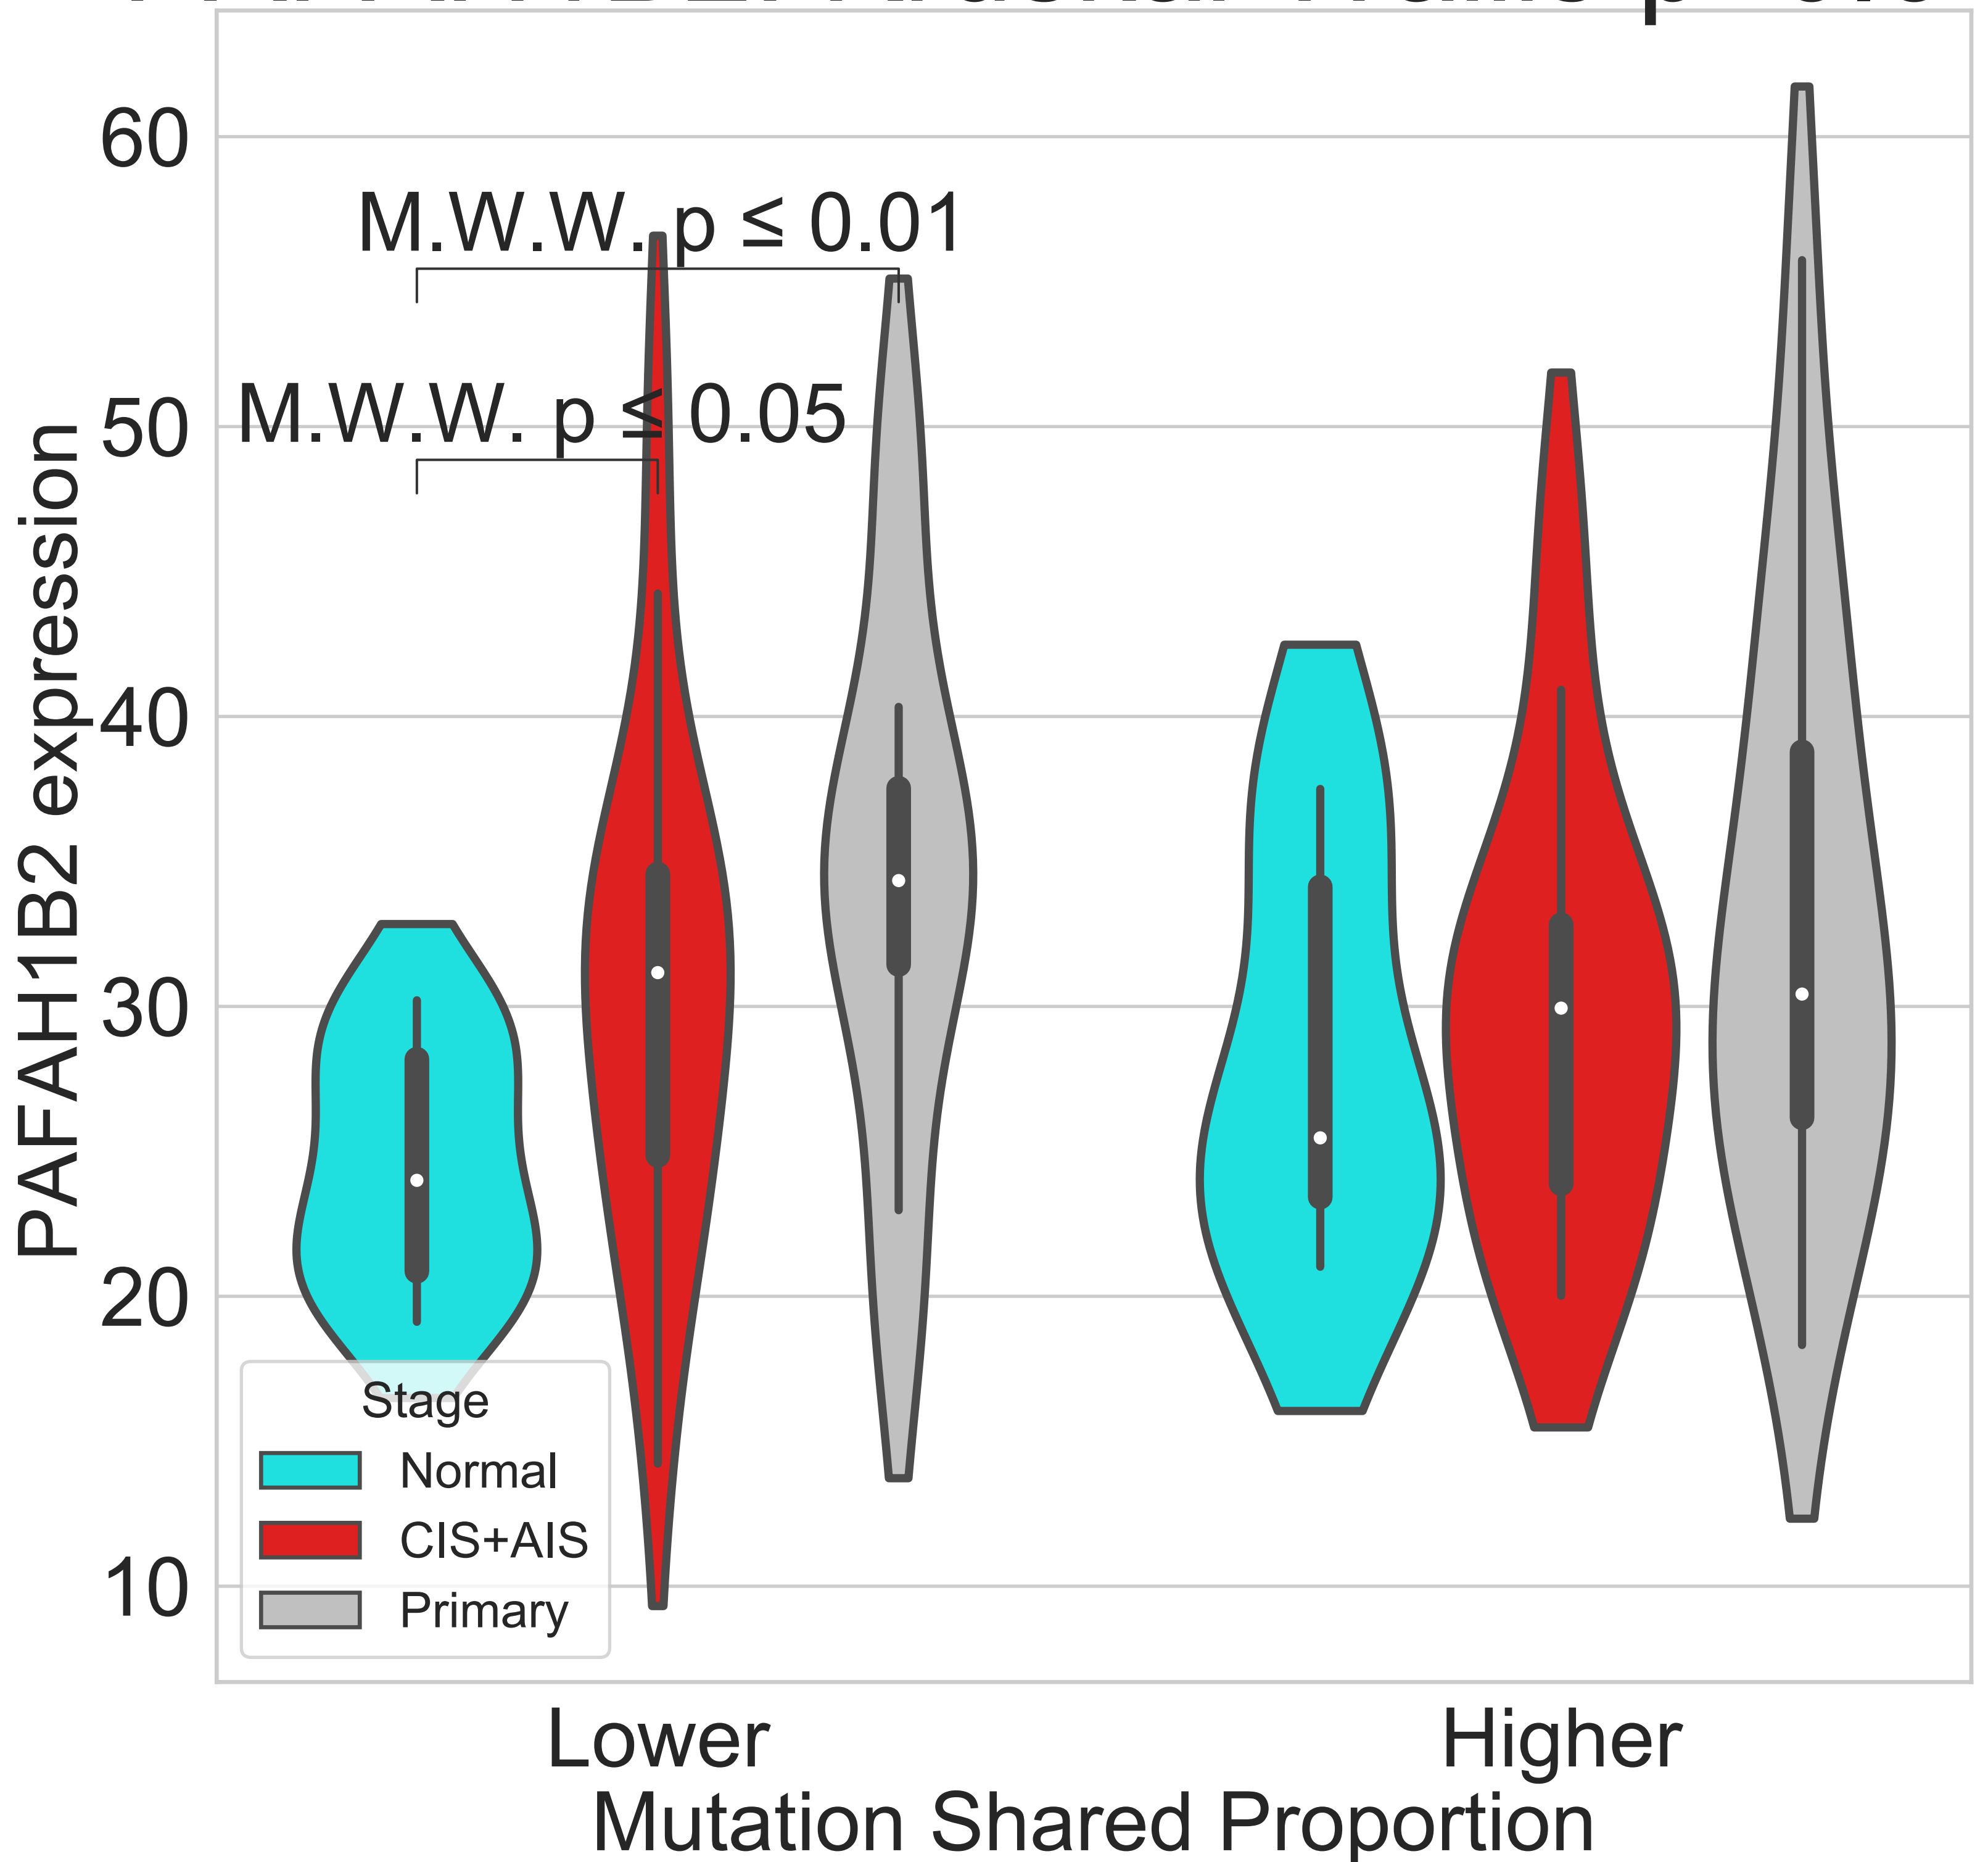 60
50
40
30
20
10
PAFAH1B2 expression
M.W.W. p ≤ 0.01
M.W.W. p ≤ 0.05
Stage
Normal
CIS+AIS
Primary
Lower
Higher
Mutation Shared Proportion